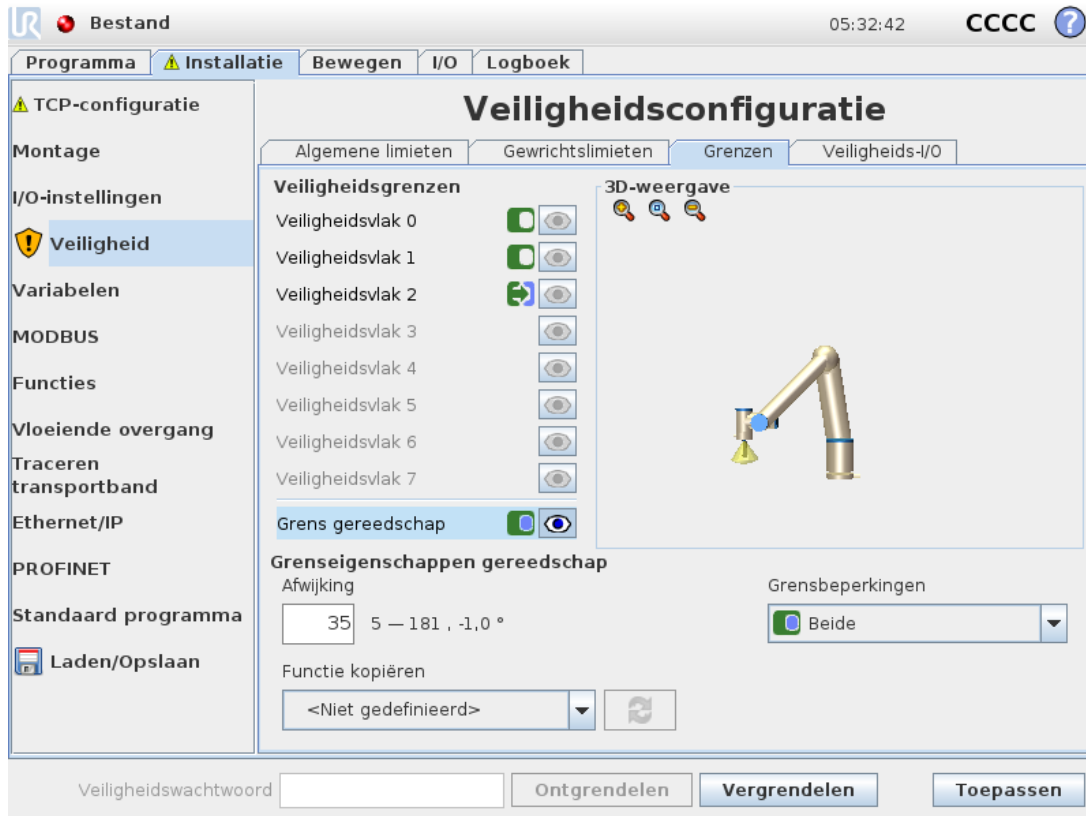 UR Bestand 05:32:42 CCCC ?
Programma Installatie Bewegen I/O Logboek
TCP-configuratie
Montage
I/O-instellingen
Veiligheid
Variabelen
MODBUS
Functies
Vloeiende overgang
Traceren
transportband
Ethernet/IP
PROFINET
Standaard programma
Laden/Opslaan
Veiligheidsconfiguratie
Algemene limieten Gewrichtslimieten Grenzen Veiligheids-I/O
Veiligheidsgrenzen
Veiligheidsvlak 0
Veiligheidsvlak 1
Veiligheidsvlak 2
Veiligheidsvlak 3
Veiligheidsvlak 4
Veiligheidsvlak 5
Veiligheidsvlak 6
Veiligheidsvlak 7
Grens gereedschap
3D-weergave
Grenseigenschappen gereedschap
Afwijking
35 5 — 181 , -1,0 °
Grensbeperkingen
Beide
Functie kopiëren
<Niet gedefinieerd>
Veiligheidswachtwoord Ontgrendelen Vergrendelen Toepassen